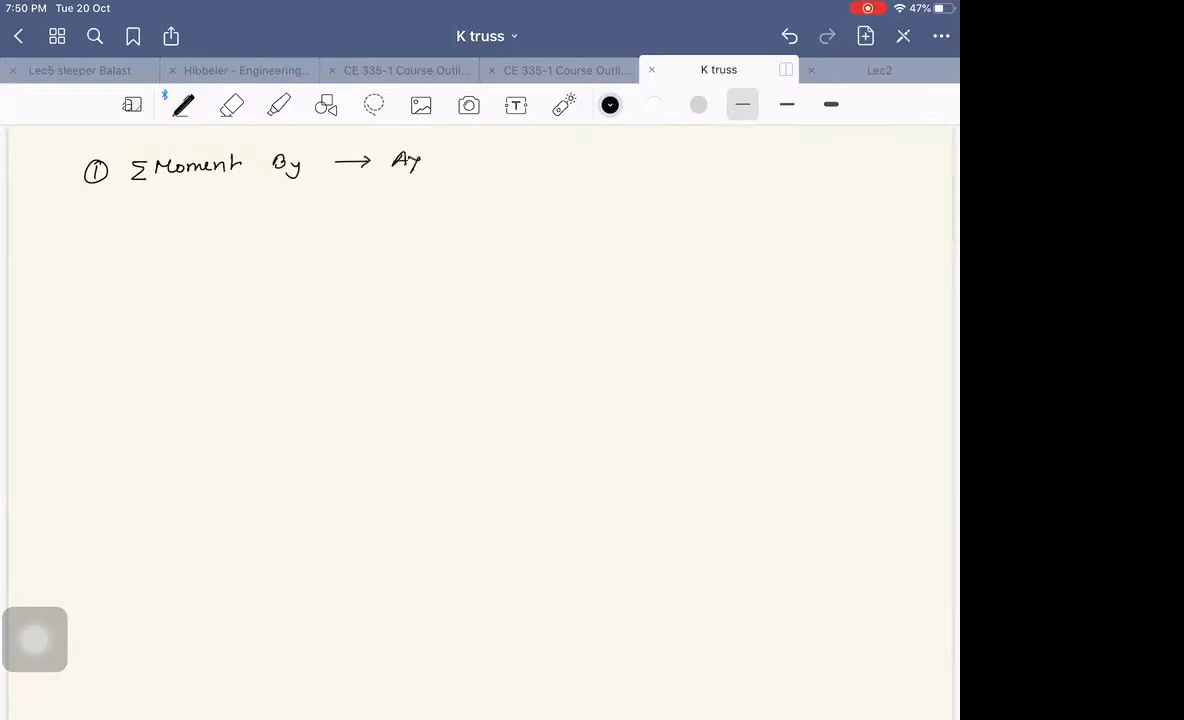 7:50 PM Tue 20 Oct
47%
K truss
Lec5 sleeper Balast
Hibbeler - Engineering...
CE 335-1 Course Outli...
CE 335-1 Course Outli...
K truss
Lec2
① Σ Moment By → Ay